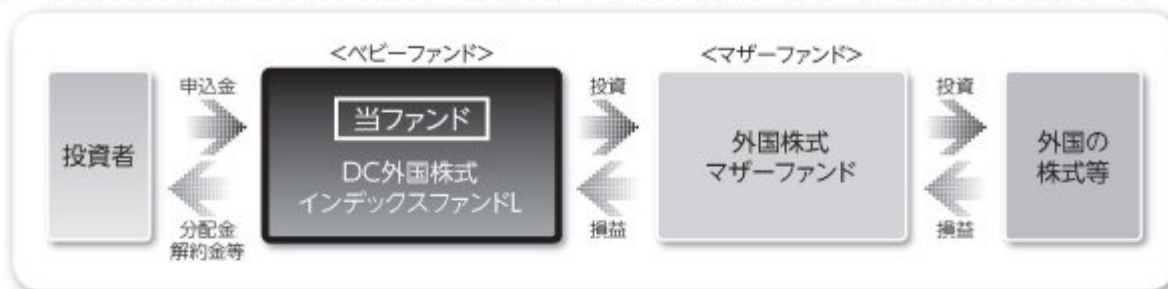 <ベビーファンド>
<マザーファンド>
申込金
投資
投資
投資者
当ファンド
DC外国株式
インデックスファンドL
外国株式
マザーファンド
外国の
株式等
分配金
解約金等
損益
損益